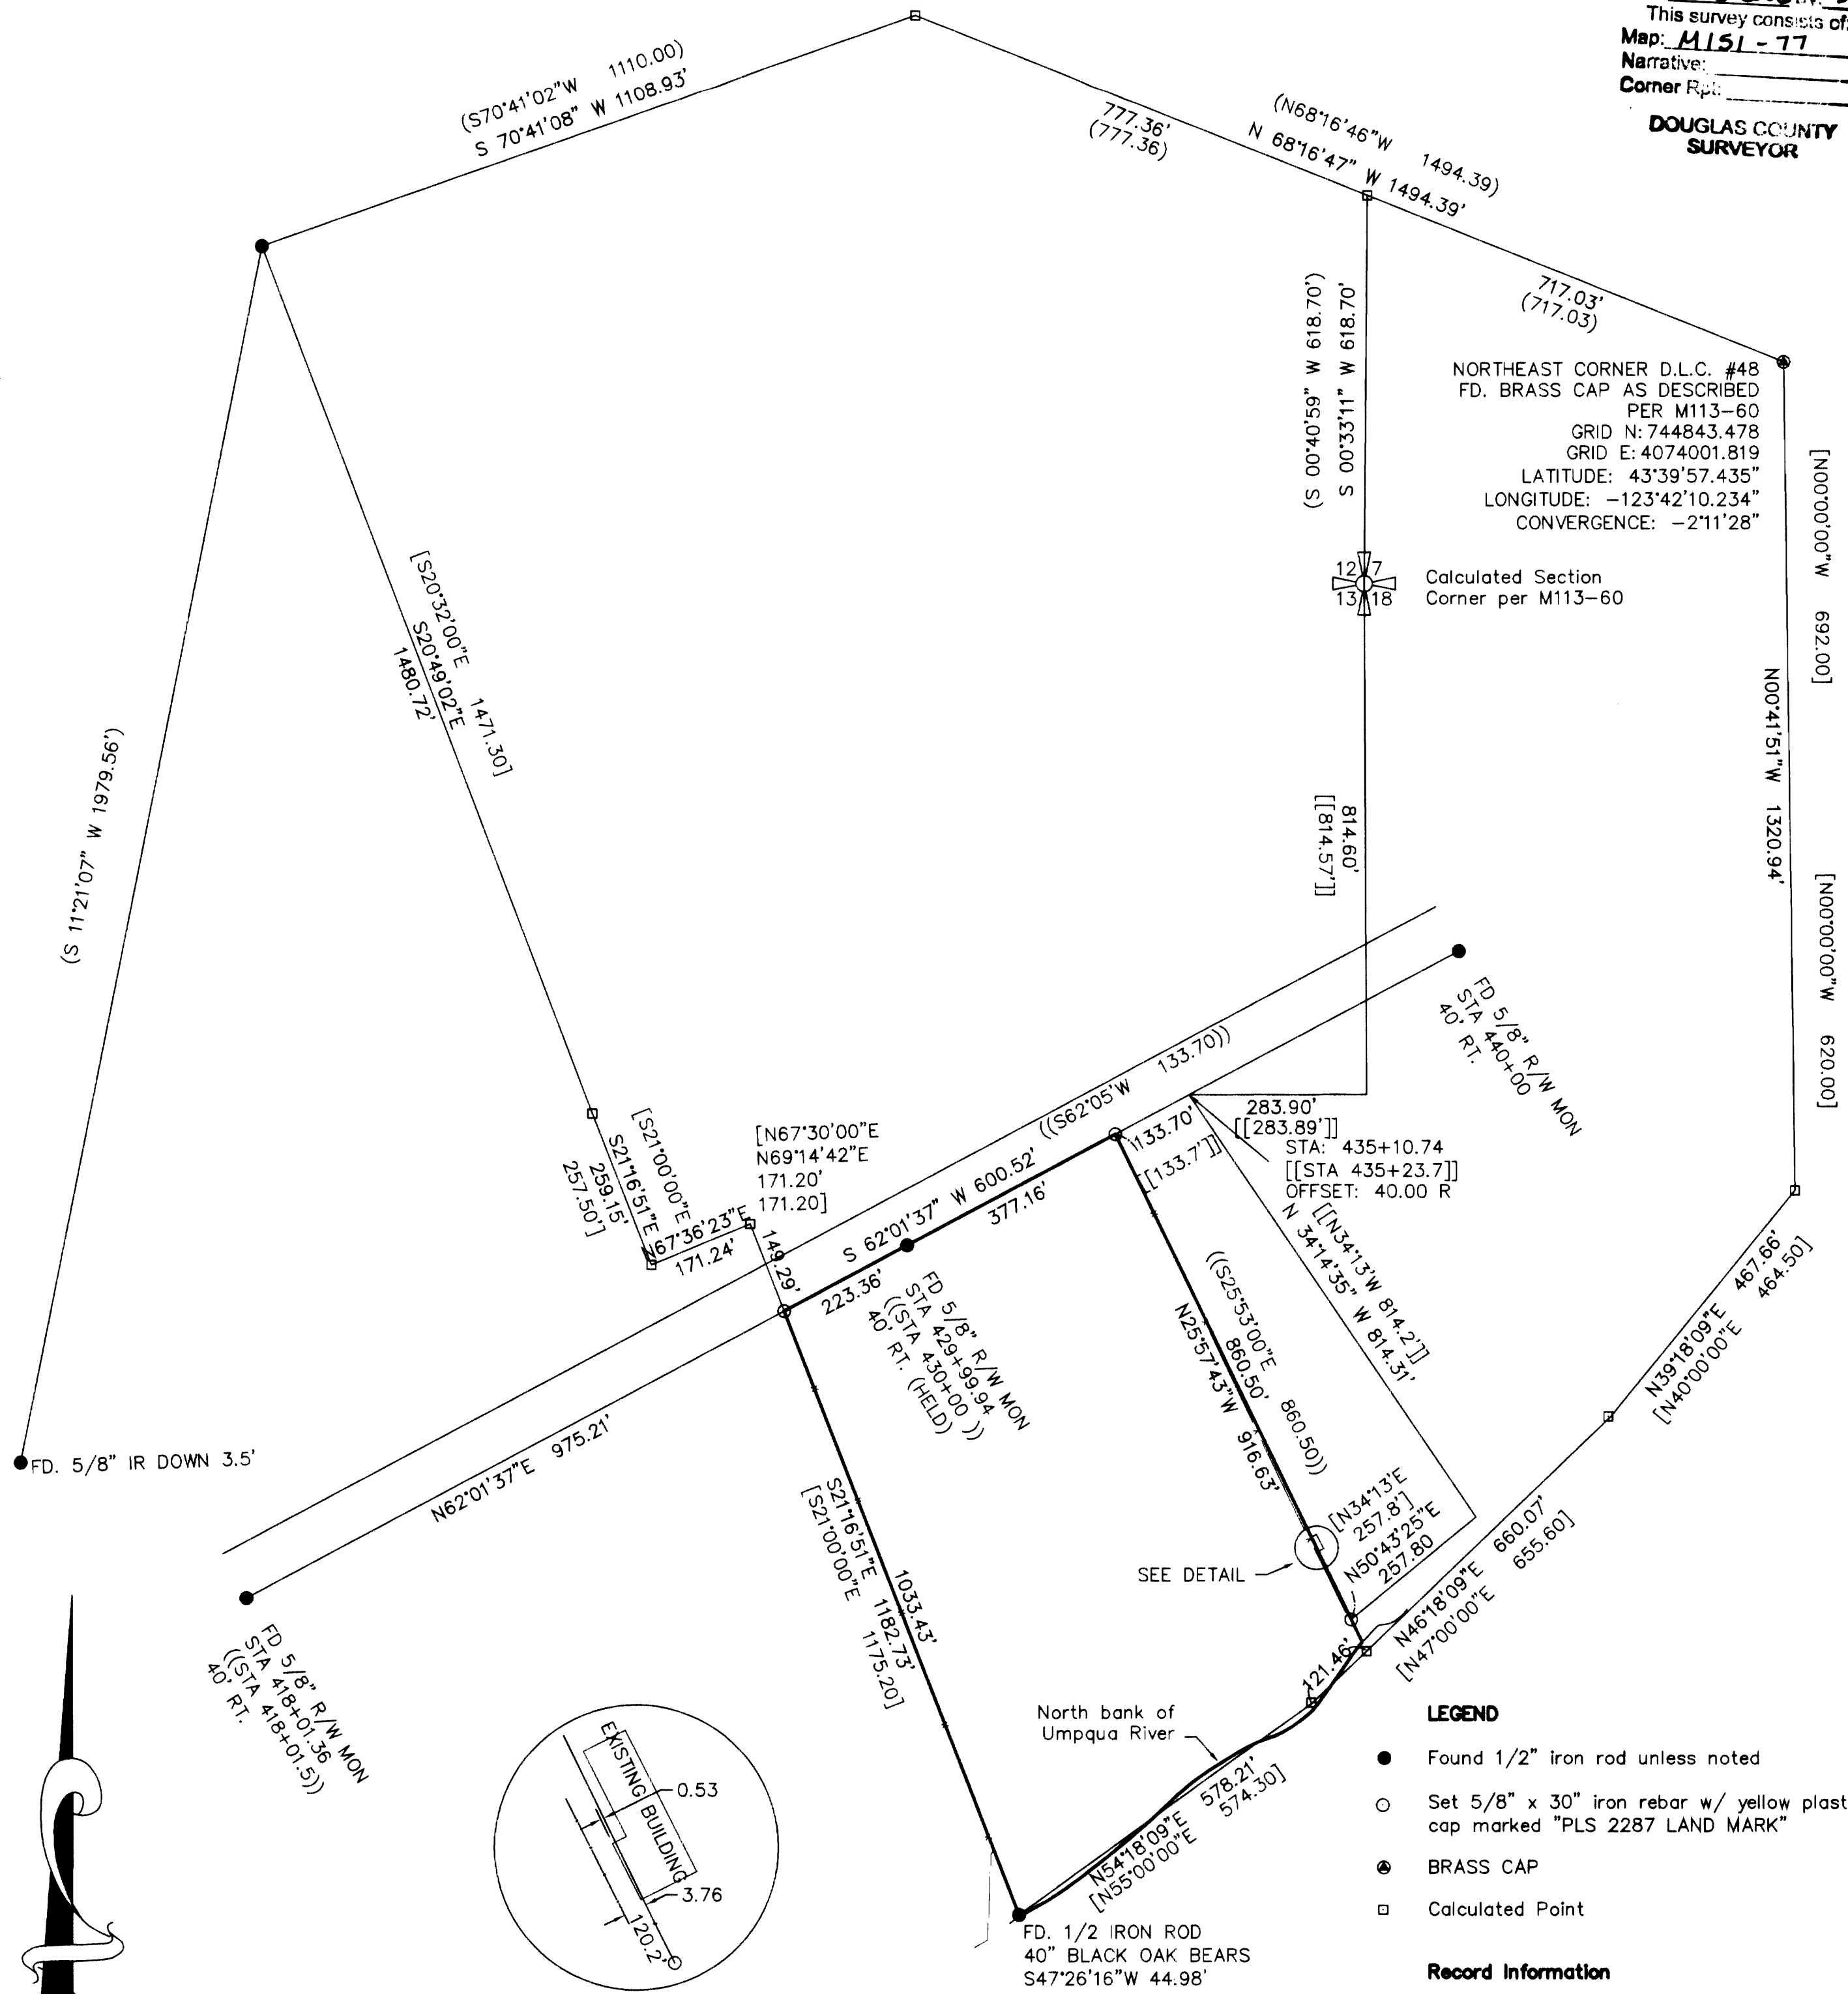 This survey consists of:
Map: M151-77
Narrative:
Corner Rpt:
DOUGLAS COUNTY
SURVEYOR
(S70°41'02"W 1110.00)
S 70°41'08" W 1108.93'
777.36'
(777.36)
(N68°16'46"W 1494.39)
N 68°16'47" W 1494.39'
717.03'
(717.03)
(S 00°40'59" W 618.70')
S 00°33'11" W 618.70'
NORTHEAST CORNER D.L.C. #48
FD. BRASS CAP AS DESCRIBED
PER M113-60
GRID N: 744843.478
GRID E: 4074001.819
LATITUDE: 43°39'57.435"
LONGITUDE: -123°42'10.234"
CONVERGENCE: -2°11'28"
[N00°00'00"W 692.00]
12 7
13 18
Calculated Section
Corner per M113-60
[S20°32'00"E 1471.30]
S20°49'02"E
1480.72'
N00°41'51"W 1320.94'
(S 11°21'07" W 1979.56')
814.60'
[[814.57']]
[N00°00'00"W 620.00]
FD 5/8" R/W MON
STA 440+00
40' RT.
((S62°05'W 133.70))
133.70'
[[133.7']]
283.90'
[[283.89']]
STA: 435+10.74
[[STA 435+23.7]]
OFFSET: 40.00 R
[S21°00'00"E
S21°16'51"E
259.15'
257.50']
[N67°30'00"E
N69°14'42"E
171.20'
171.20]
N67°36'23"E
171.24'
149.29'
S 62°01'37" W 600.52'
377.16'
223.36'
FD 5/8" R/W MON
STA 429+99.94
((STA 430+00 ))
40' RT. (HELD)
[[N34°13'W 814.2']]
N 34°14'35" W 814.31'
((S25°53'00"E 860.50))
860.50'
N25°57'43"W 916.63'
N39°18'09"E 467.66'
[N40°00'00"E 464.50]
FD. 5/8" IR DOWN 3.5'
N62°01'37"E 975.21'
1033.43'
S21°16'51"E 1182.73'
[S21°00'00"E 1175.20]
SEE DETAIL
[N34°13'E
257.8']
N50°43'25"E
257.80
N46°18'09"E 660.07'
[N47°00'00"E 655.60]
121.46'
FD 5/8" R/W MON
STA 418+01.36
((STA 418+01.5))
40' RT.
North bank of
Umpqua River
N54°18'09"E 578.21'
[N55°00'00"E 574.30]
EXISTING BUILDING
0.53
3.76
120.2'
FD. 1/2 IRON ROD
40" BLACK OAK BEARS
S47°26'16"W 44.98'
LEGEND
Found 1/2" iron rod unless noted
Set 5/8" x 30" iron rebar w/ yellow plast
cap marked "PLS 2287 LAND MARK"
BRASS CAP
Calculated Point
Record Information